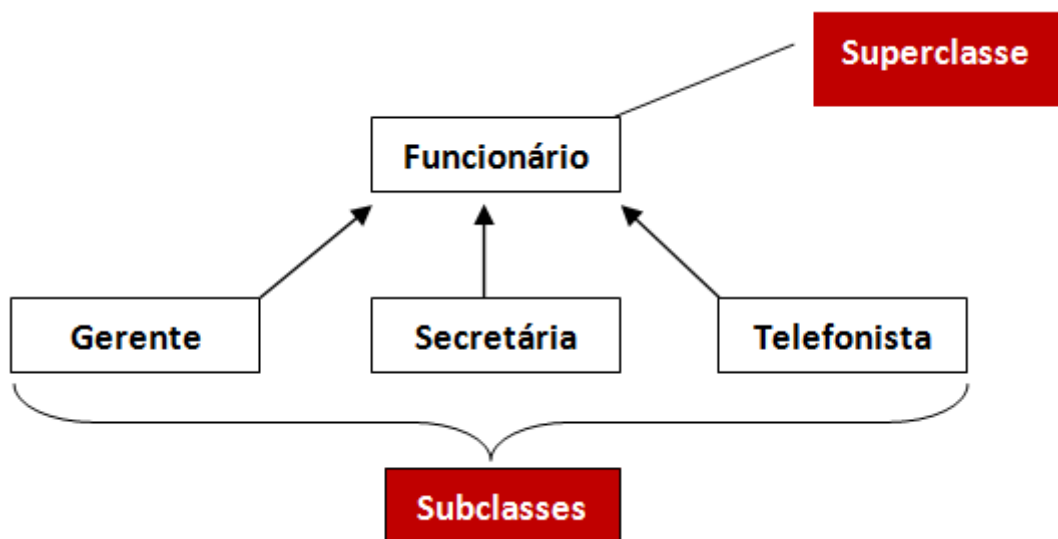 Superclasse
Funcionário
Gerente
Secretária
Telefonista
Subclasses